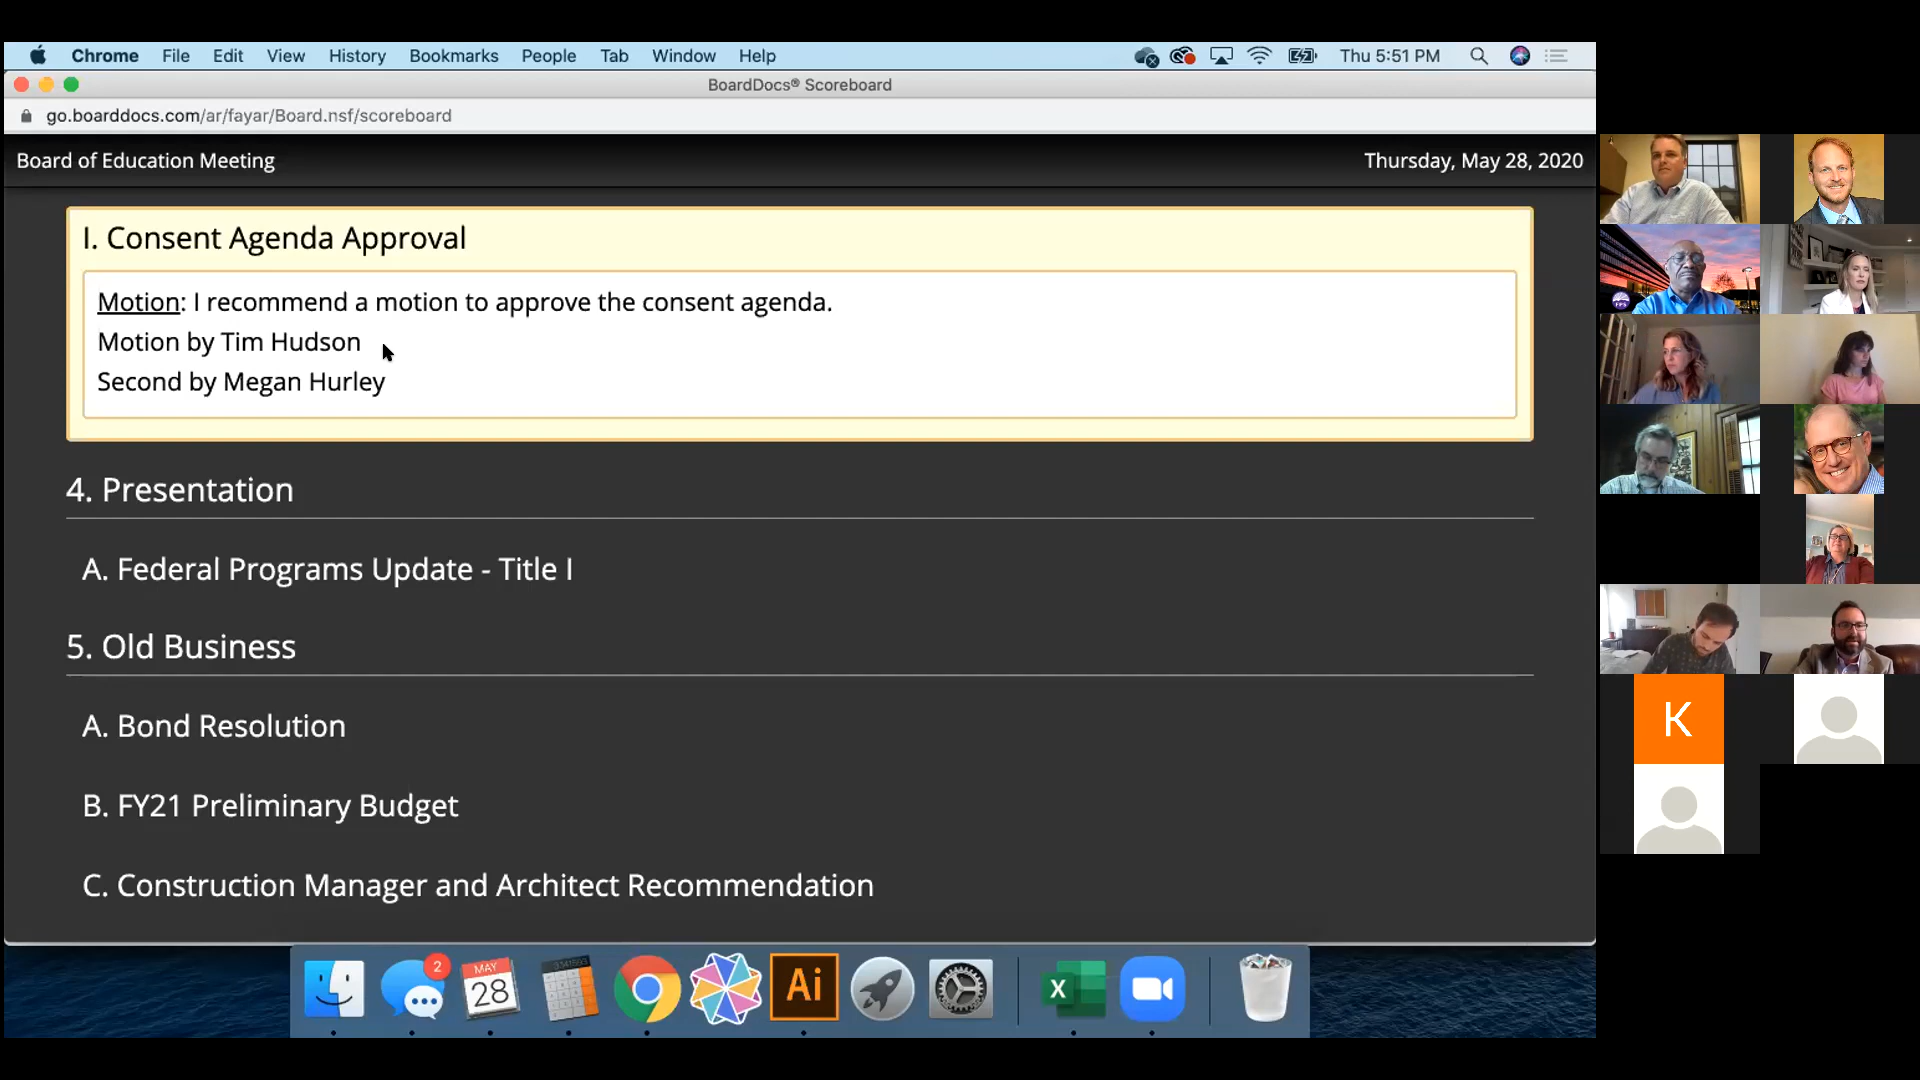 Chrome File Edit View History Bookmarks People Tab Window Help Thu 5:51 PM
BoardDocs® Scoreboard
go.boarddocs.com/ar/fayar/Board.nsf/scoreboard
Board of Education Meeting Thursday, May 28, 2020
I. Consent Agenda Approval
Motion: I recommend a motion to approve the consent agenda.
Motion by Tim Hudson
Second by Megan Hurley
4. Presentation
A. Federal Programs Update - Title I
5. Old Business
A. Bond Resolution
B. FY21 Preliminary Budget
C. Construction Manager and Architect Recommendation
FPS
K
2
MAY
28
Ai
X